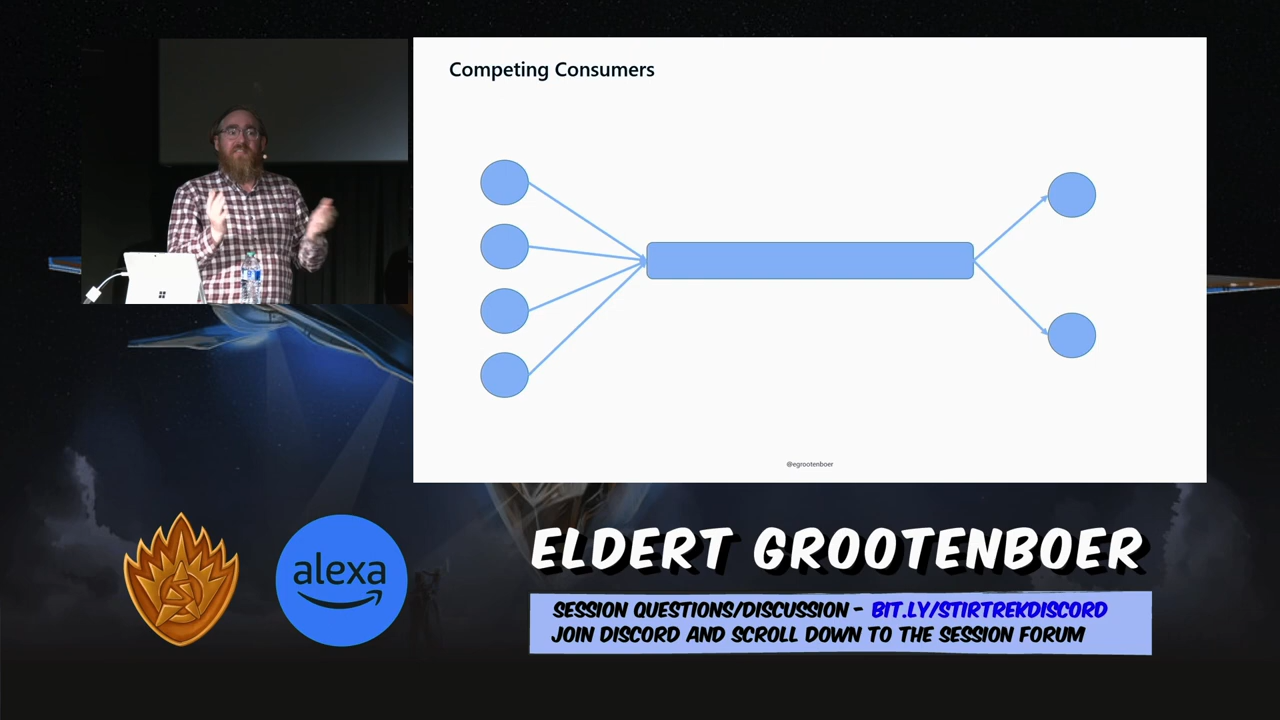 Competing Consumers
@egrootenboer
alexa
ELDERT GROOTENBOER
SESSION QUESTIONS/DISCUSSION - BIT.LY/STIRTREKDISCORD
JOIN DISCORD AND SCROLL DOWN TO THE SESSION FORUM